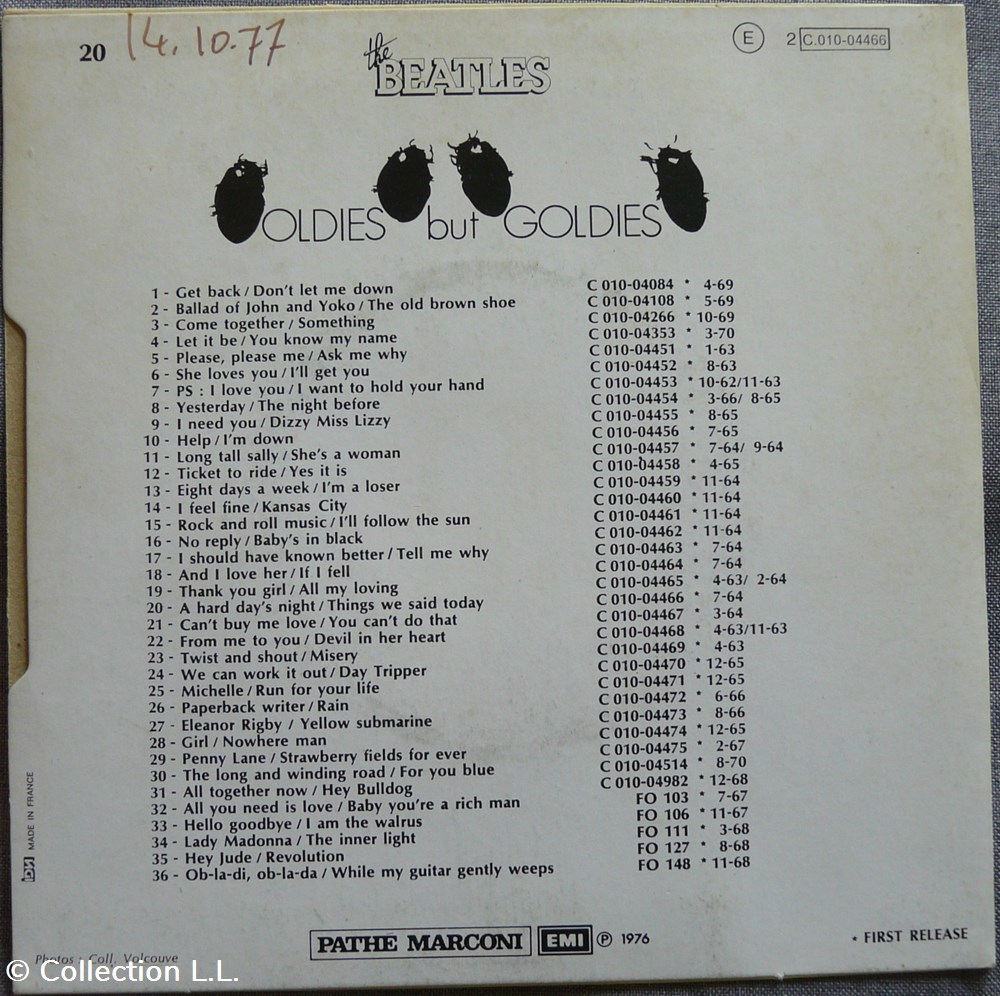 20 14.10.77
E 2 C.010-04466
the BEATLES
OLDIES but GOLDIES
1 - Get back / Don't let me down C 010-04084 * 4-69
2 - Ballad of John and Yoko / The old brown shoe C 010-04108 * 5-69
3 - Come together / Something C 010-04266 * 10-69
4 - Let it be / You know my name C 010-04353 * 3-70
5 - Please, please me / Ask me why C 010-04451 * 1-63
6 - She loves you / I'll get you C 010-04452 * 8-63
7 - PS : I love you / I want to hold your hand C 010-04453 * 10-62/11-63
8 - Yesterday / The night before C 010-04454 * 3-66/ 8-65
9 - I need you / Dizzy Miss Lizzy C 010-04455 * 8-65
10 - Help / I'm down C 010-04456 * 7-65
11 - Long tall sally / She's a woman C 010-04457 * 7-64/ 9-64
12 - Ticket to ride / Yes it is C 010-04458 * 4-65
13 - Eight days a week / I'm a loser C 010-04459 * 11-64
14 - I feel fine / Kansas City C 010-04460 * 11-64
15 - Rock and roll music / I'll follow the sun C 010-04461 * 11-64
16 - No reply / Baby's in black C 010-04462 * 11-64
17 - I should have known better / Tell me why C 010-04463 * 7-64
18 - And I love her / If I fell C 010-04464 * 7-64
19 - Thank you girl / All my loving C 010-04465 * 4-63/ 2-64
20 - A hard day's night / Things we said today C 010-04466 * 7-64
21 - Can't buy me love / You can't do that C 010-04467 * 3-64
22 - From me to you / Devil in her heart C 010-04468 * 4-63/11-63
23 - Twist and shout / Misery C 010-04469 * 4-63
24 - We can work it out / Day Tripper C 010-04470 * 12-65
25 - Michelle / Run for your life C 010-04471 * 12-65
26 - Paperback writer / Rain C 010-04472 * 6-66
27 - Eleanor Rigby / Yellow submarine C 010-04473 * 8-66
28 - Girl / Nowhere man C 010-04474 * 12-65
29 - Penny Lane / Strawberry fields for ever C 010-04475 * 2-67
30 - The long and winding road / For you blue C 010-04514 * 8-70
31 - All together now / Hey Bulldog C 010-04982 * 12-68
32 - All you need is love / Baby you're a rich man FO 103 * 7-67
33 - Hello goodbye / I am the walrus FO 106 * 11-67
34 - Lady Madonna / The inner light FO 111 * 3-68
35 - Hey Jude / Revolution FO 127 * 8-68
36 - Ob-la-di, ob-la-da / While my guitar gently weeps FO 148 * 11-68
MADE IN FRANCE
PATHE MARCONI EMI ℗ 1976
* FIRST RELEASE
Photos : Coll. Volcouve
© Collection L.L.